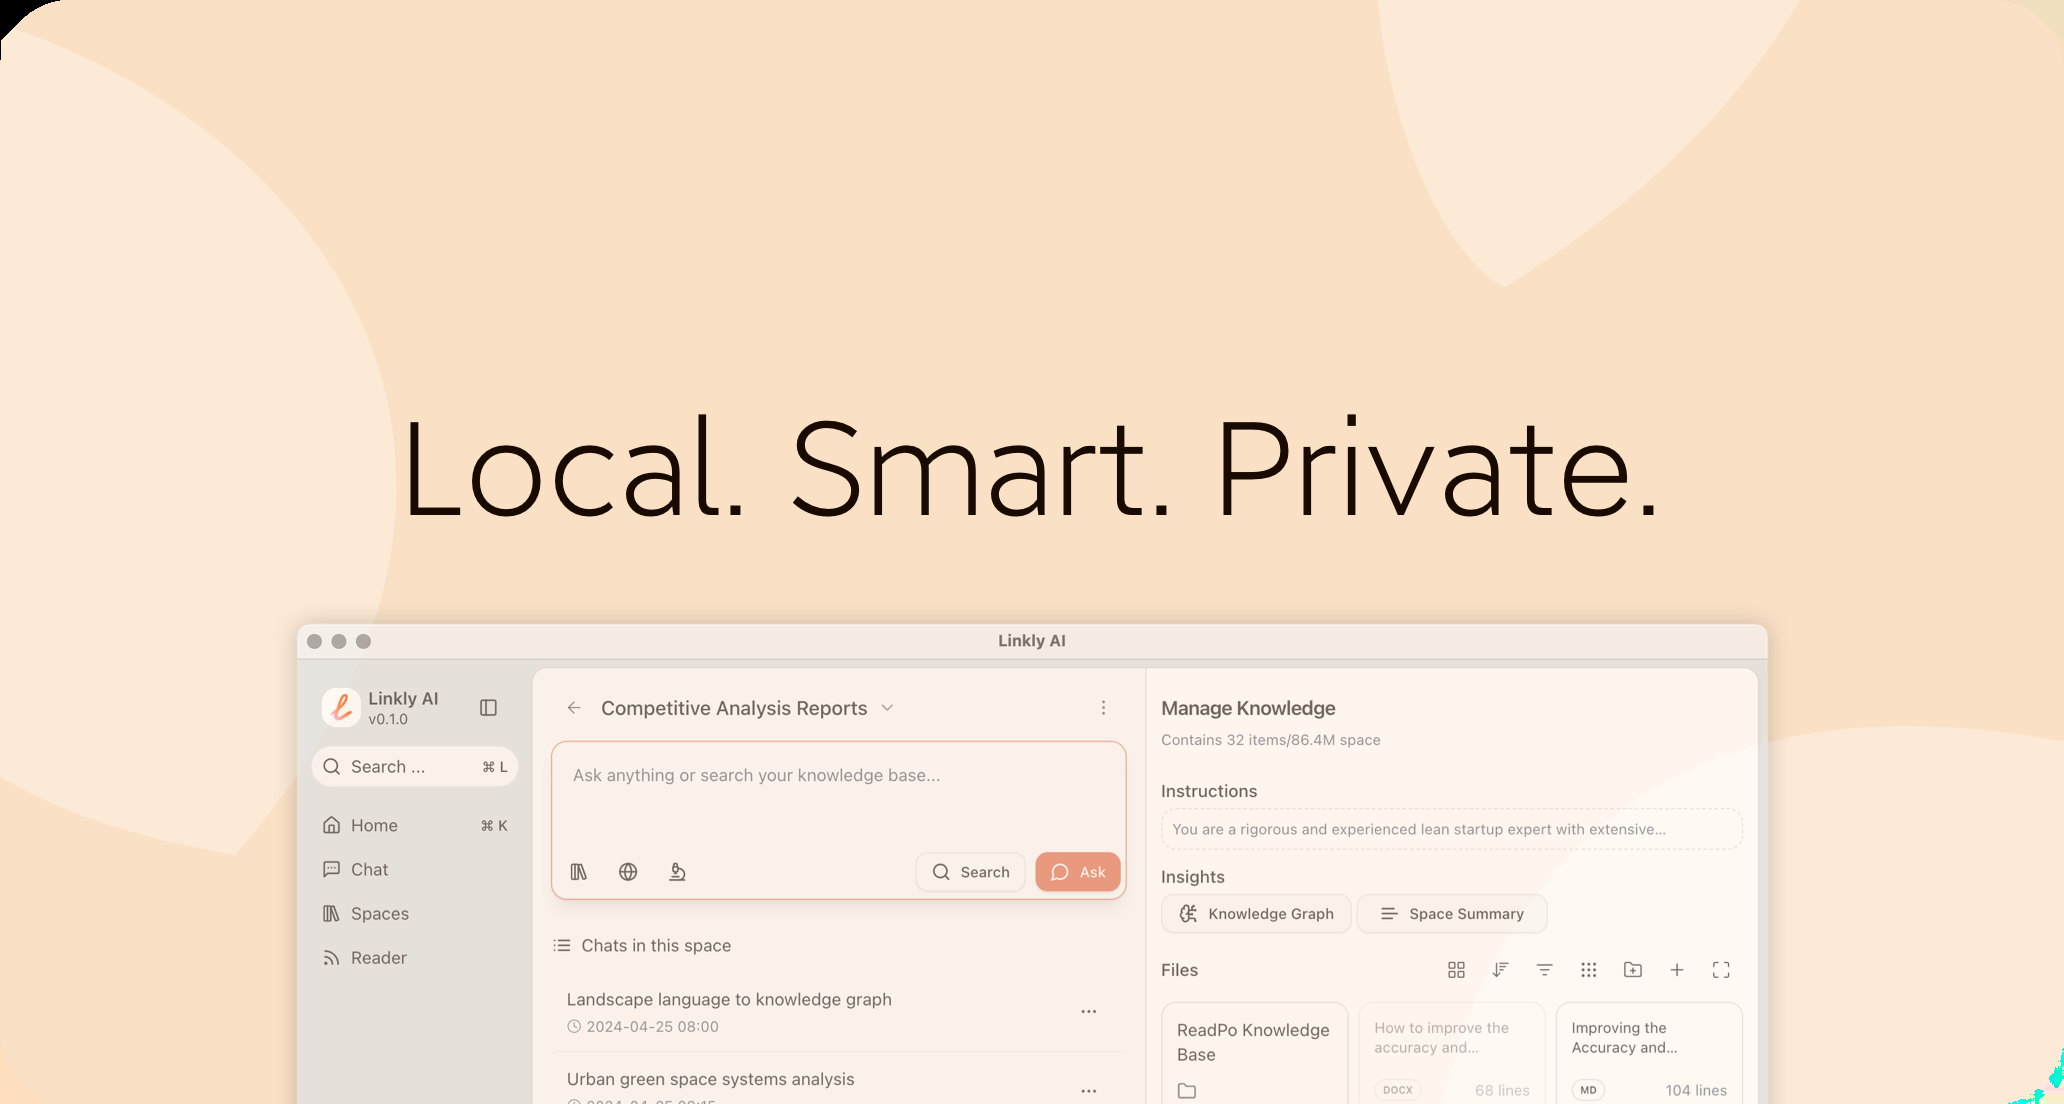 Local. Smart. Private.
Linkly AI
Linkly AI
v0.1.0
Search ... ⌘ L
Home ⌘ K
Chat
Spaces
Reader
Competitive Analysis Reports
Ask anything or search your knowledge base...
Search
Ask
Chats in this space
Landscape language to knowledge graph
2024-04-25 08:00
Urban green space systems analysis
Manage Knowledge
Contains 32 items/86.4M space
Instructions
You are a rigorous and experienced lean startup expert with extensive...
Insights
Knowledge Graph
Space Summary
Files
ReadPo Knowledge
Base
How to improve the
accuracy and...
DOCX 68 lines
Improving the
Accuracy and...
MD 104 lines